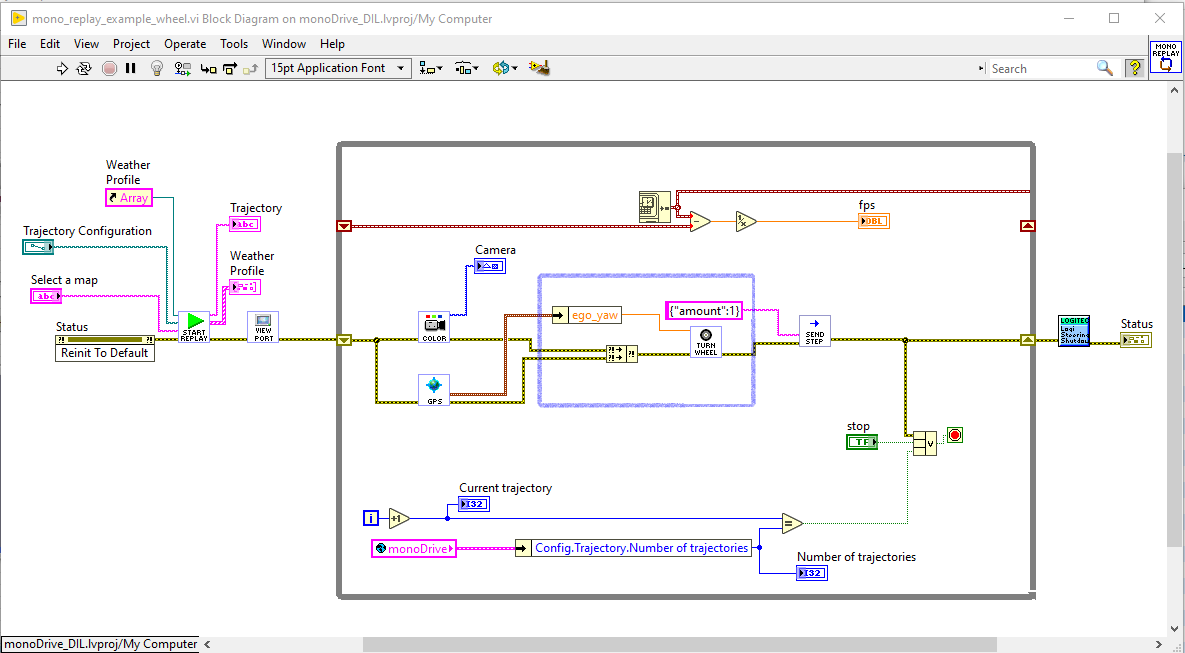 mono_replay_example_wheel.vi Block Diagram on monoDrive_DIL.lvproj/My Computer
File Edit View Project Operate Tools Window Help
15pt Application Font
Search
?
MONO
REPLAY
Weather
Profile
Array
Trajectory
abc
Trajectory Configuration
Weather
Profile
Select a map
abc
Status
Reinit To Default
START
REPLAY
VIEW
PORT
fps
DBL
1/x
Camera
COLOR
GPS
ego_yaw
{"amount":1}
TURN
WHEEL
SEND
STEP
LOGITEC
Logi
Steering
Shutdow
Status
stop
TF
V
Current trajectory
I32
i
+1
=
monoDrive
Config.Trajectory.Number of trajectories
Number of trajectories
I32
monoDrive_DIL.lvproj/My Computer